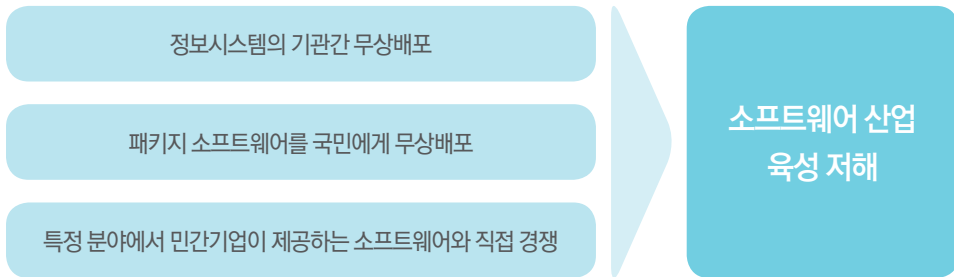 정보시스템의 기관간 무상배포
패키지 소프트웨어를 국민에게 무상배포
특정 분야에서 민간기업이 제공하는 소프트웨어와 직접 경쟁
소프트웨어 산업
육성 저해